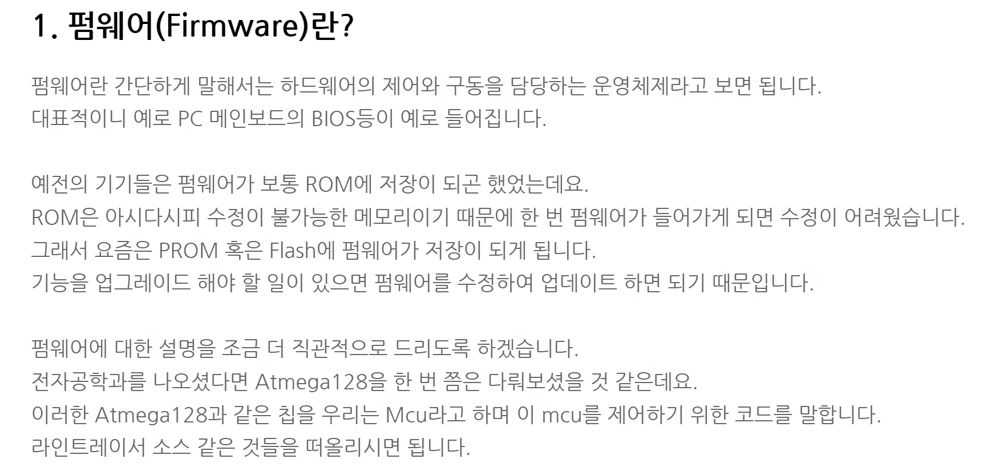 1. 펌웨어(Firmware)란?
펌웨어란 간단하게 말해서는 하드웨어의 제어와 구동을 담당하는 운영체제라고 보면 됩니다.
대표적이니 예로 PC 메인보드의 BIOS등이 예로 들어집니다.
예전의 기기들은 펌웨어가 보통 ROM에 저장이 되곤 했었는데요.
ROM은 아시다시피 수정이 불가능한 메모리이기 때문에 한 번 펌웨어가 들어가게 되면 수정이 어려웠습니다.
그래서 요즘은 PROM 혹은 Flash에 펌웨어가 저장이 되게 됩니다.
기능을 업그레이드 해야 할 일이 있으면 펌웨어를 수정하여 업데이트 하면 되기 때문입니다.
펌웨어에 대한 설명을 조금 더 직관적으로 드리도록 하겠습니다.
전자공학과를 나오셨다면 Atmega128을 한 번 쯤은 다뤄보셨을 것 같은데요.
이러한 Atmega128과 같은 칩을 우리는 Mcu라고 하며 이 mcu를 제어하기 위한 코드를 말합니다.
라인트레이서 소스 같은 것들을 떠올리시면 됩니다.